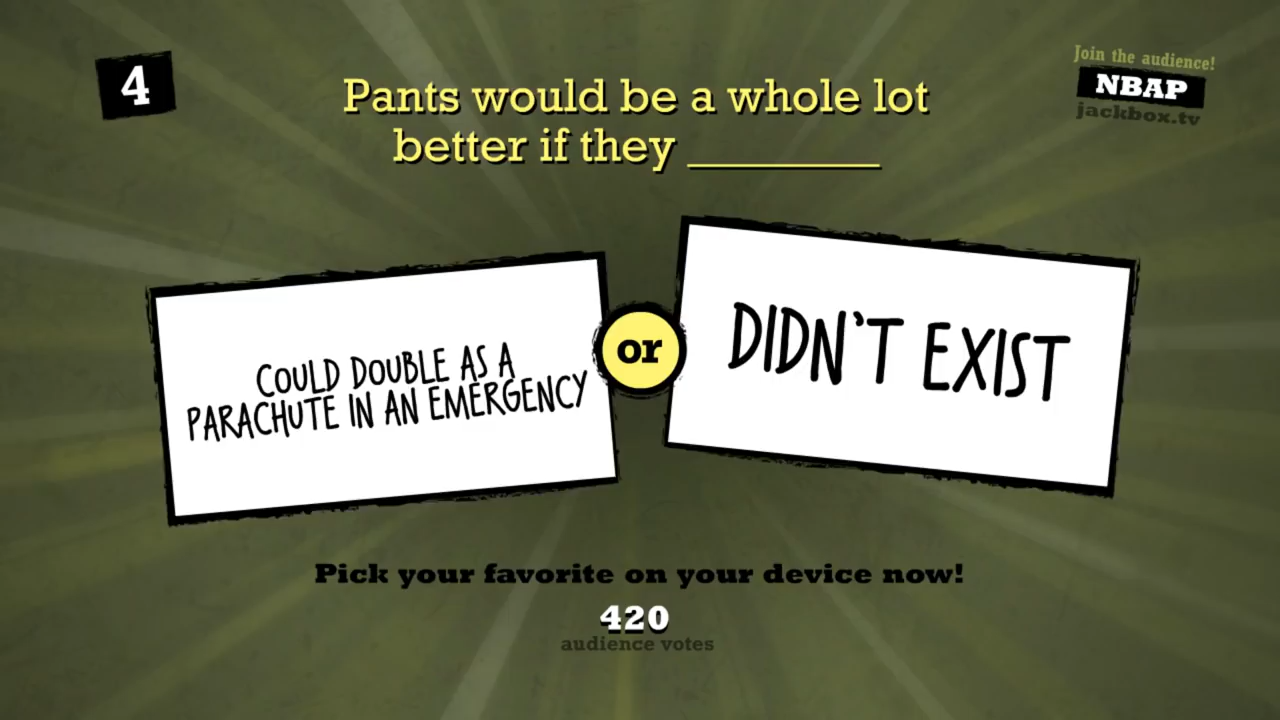 4
Join the audience!
NBAP
jackbox.tv
Pants would be a whole lot
better if they ________
COULD DOUBLE AS A
PARACHUTE IN AN EMERGENCY
or
DIDN'T EXIST
Pick your favorite on your device now!
420
audience votes